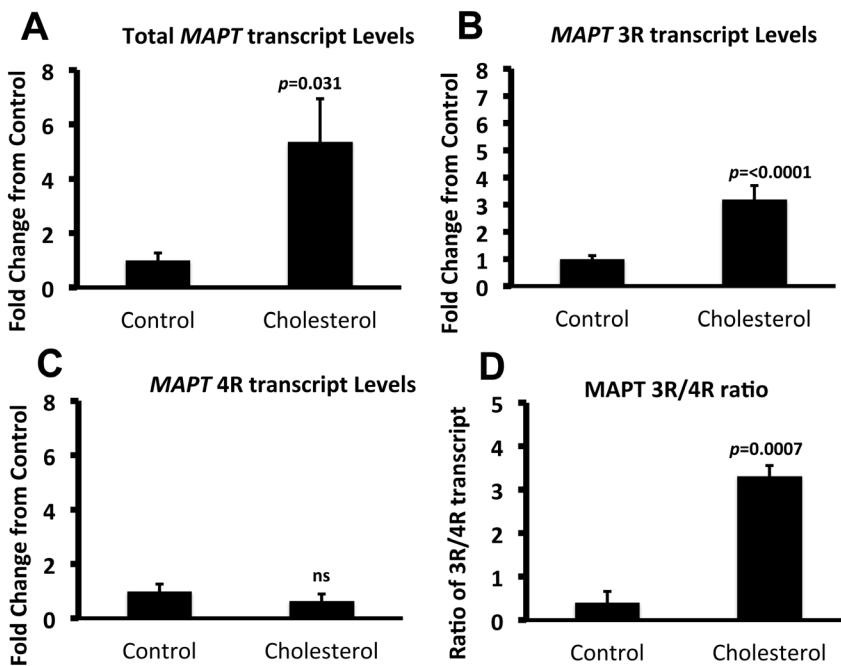 A
Total MAPT transcript Levels
Fold Change from Control
8
6
4
2
0
p=0.031
Control
Cholesterol
B
MAPT 3R transcript Levels
Fold Change from Control
8
7
6
5
4
3
2
1
0
p=<0.0001
Control
Cholesterol
C
MAPT 4R transcript Levels
Fold Change from Control
8
6
4
2
0
ns
Control
Cholesterol
D
MAPT 3R/4R ratio
Ratio of 3R/4R transcript
5
4
3
2
1
0
p=0.0007
Control
Cholesterol